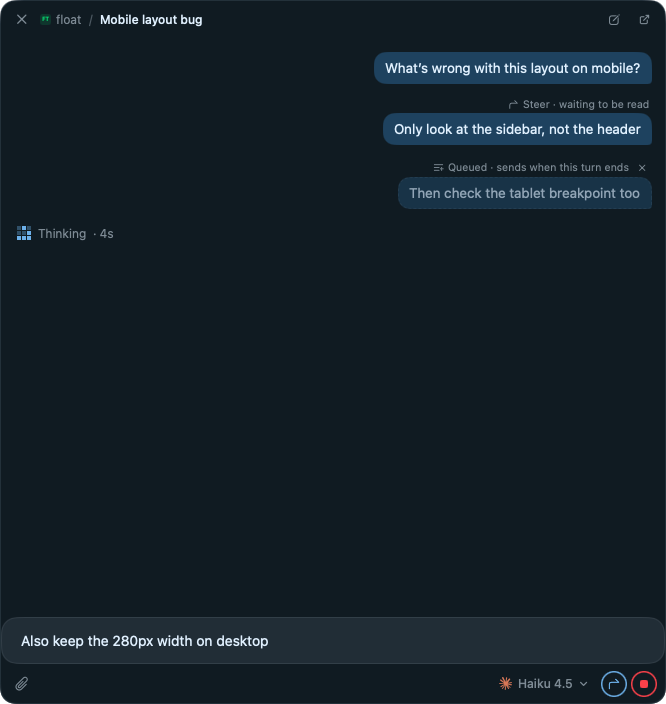 FT float / Mobile layout bug
What's wrong with this layout on mobile?
Steer · waiting to be read
Only look at the sidebar, not the header
Queued · sends when this turn ends
Then check the tablet breakpoint too
Thinking · 4s
Also keep the 280px width on desktop
Haiku 4.5